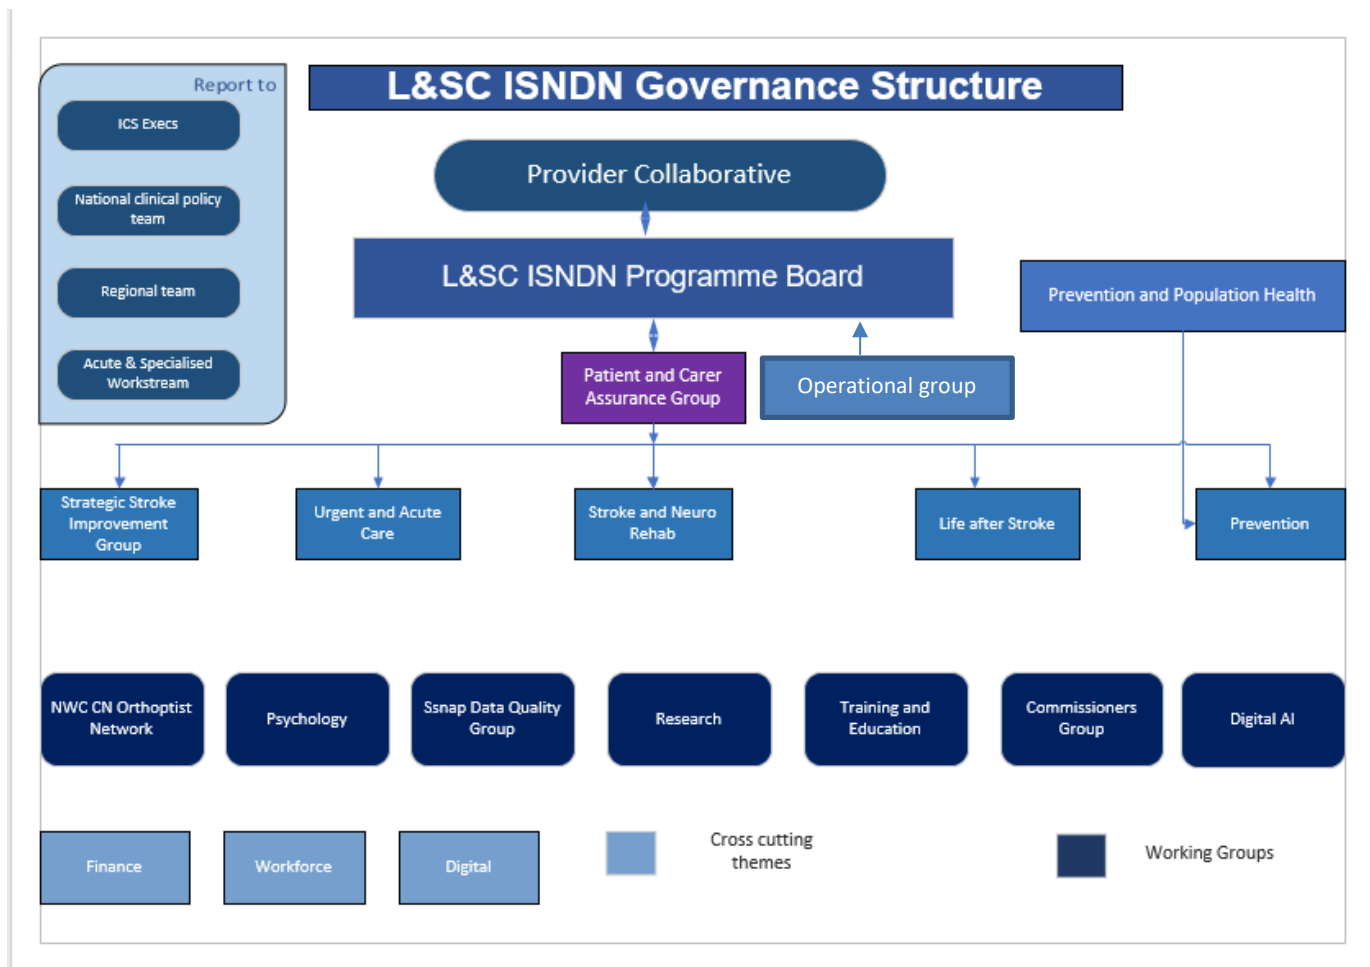 Report to
ICS Execs
National clinical policy
team
Regional team
Acute & Specialised
Workstream
L&SC ISNDN Governance Structure
Provider Collaborative
L&SC ISNDN Programme Board
Prevention and Population Health
Patient and Carer
Assurance Group
Operational group
Strategic Stroke
Improvement
Group
Urgent and Acute
Care
Stroke and Neuro
Rehab
Life after Stroke
Prevention
NWC CN Orthoptist
Network
Psychology
Ssnap Data Quality
Group
Research
Training and
Education
Commissioners
Group
Digital AI
Finance
Workforce
Digital
Cross cutting
themes
Working Groups